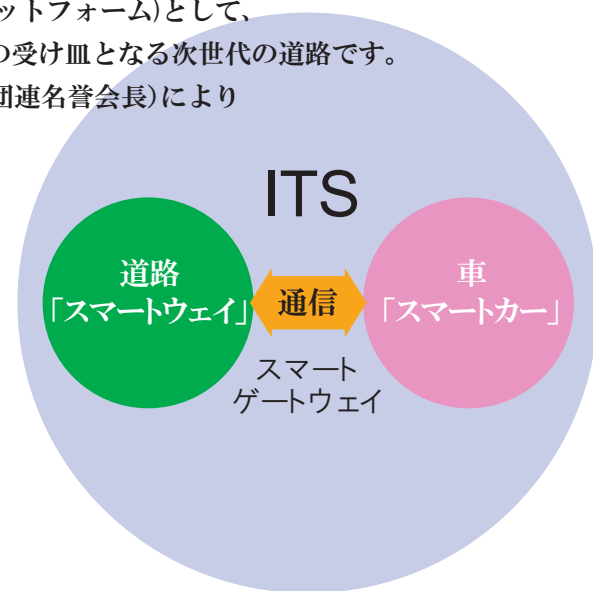 ットフォーム)として、
の受け皿となる次世代の道路です。
団連名誉会長)により
ITS
道路
「スマートウェイ」
通信
車
「スマートカー」
スマート
ゲートウェイ